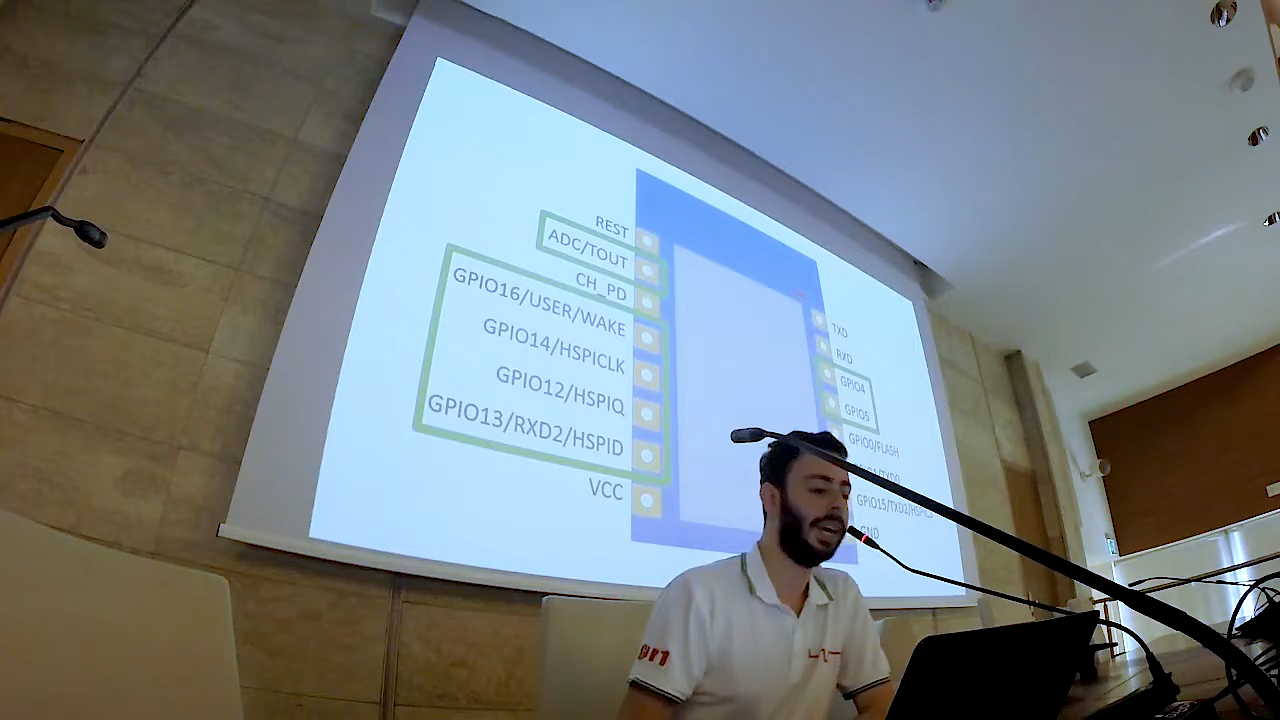 REST
ADC/TOUT
CH_PD
GPIO16/USER/WAKE
GPIO14/HSPICLK
GPIO12/HSPIQ
GPIO13/RXD2/HSPID
VCC
TXD
RXD
GPIO4
GPIO5
GPIO0/FLASH
GND